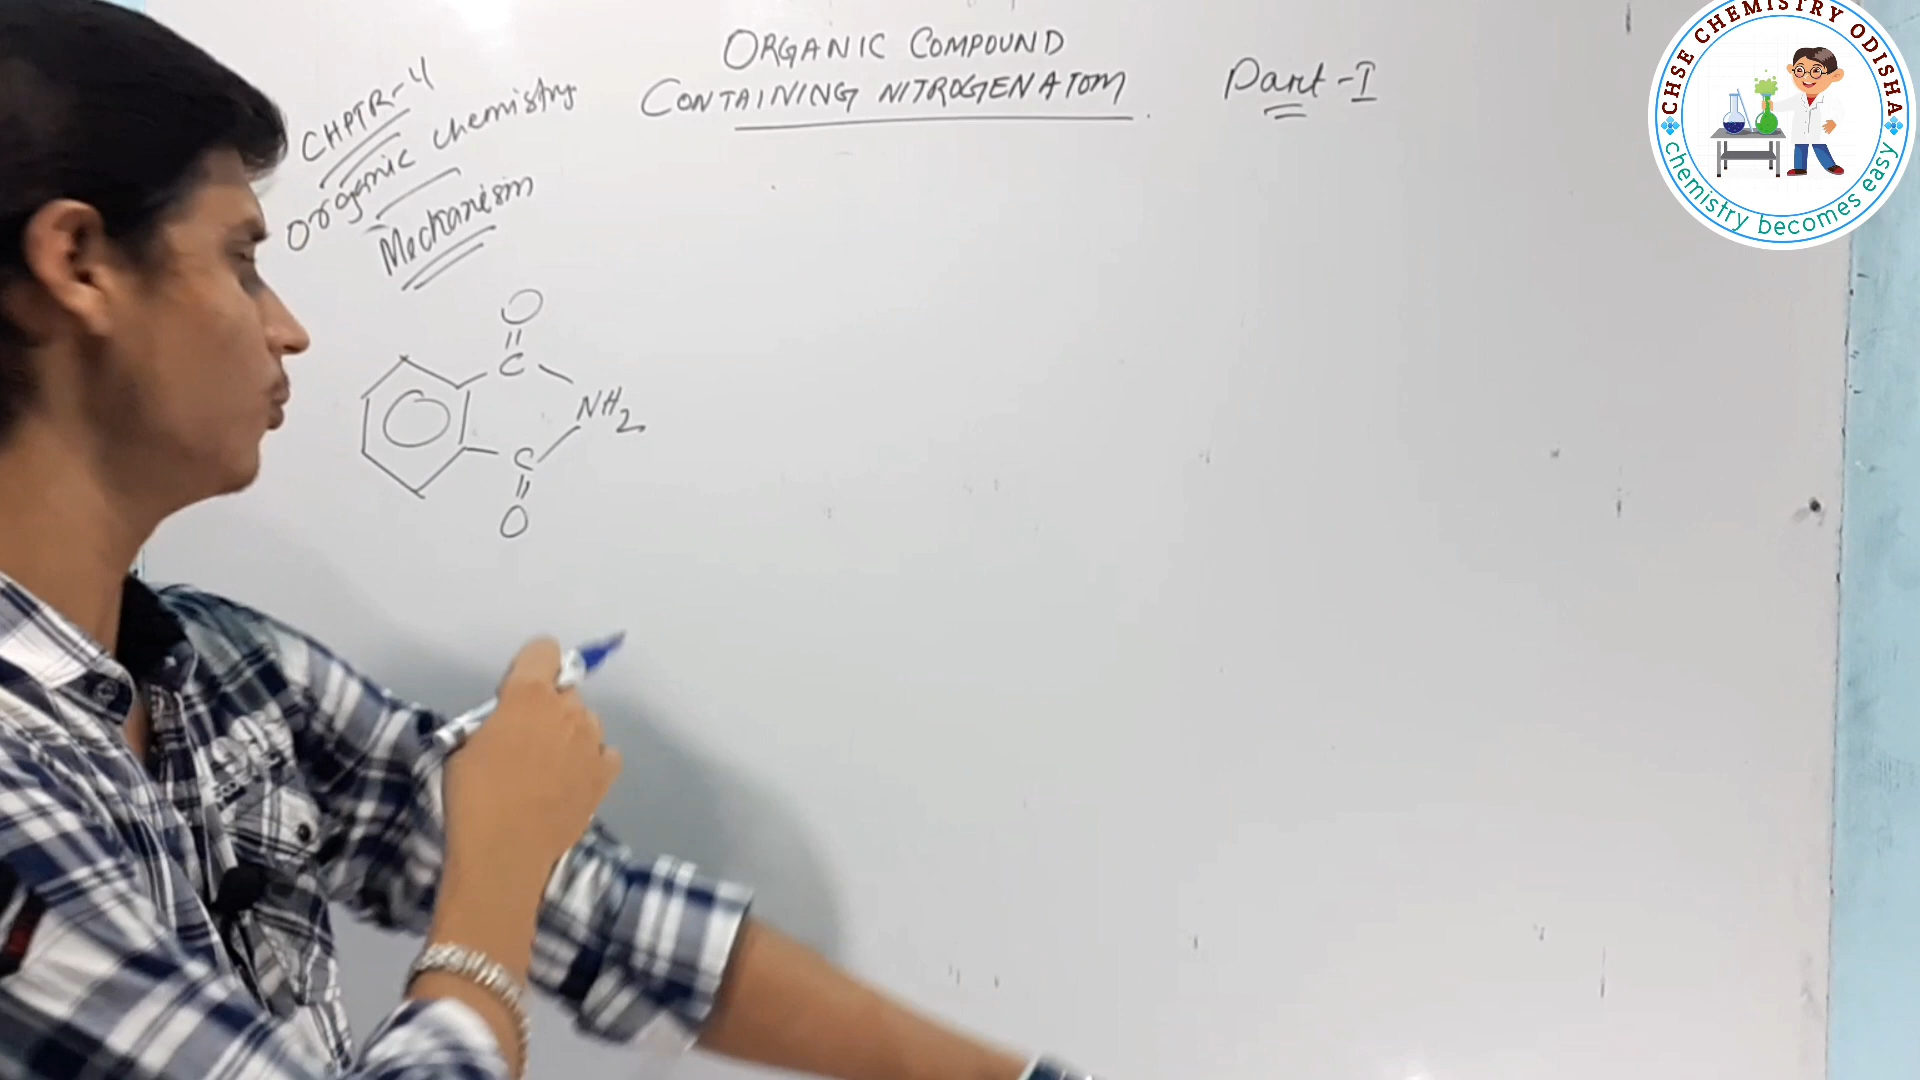 ORGANIC COMPOUND
CONTAINING NITROGEN ATOM
Part-I
CHPTR-4
Organic chemistry
Mechanism
O
C
NH2
C
O
CHSE CHEMISTRY ODISHA
chemistry becomes easy